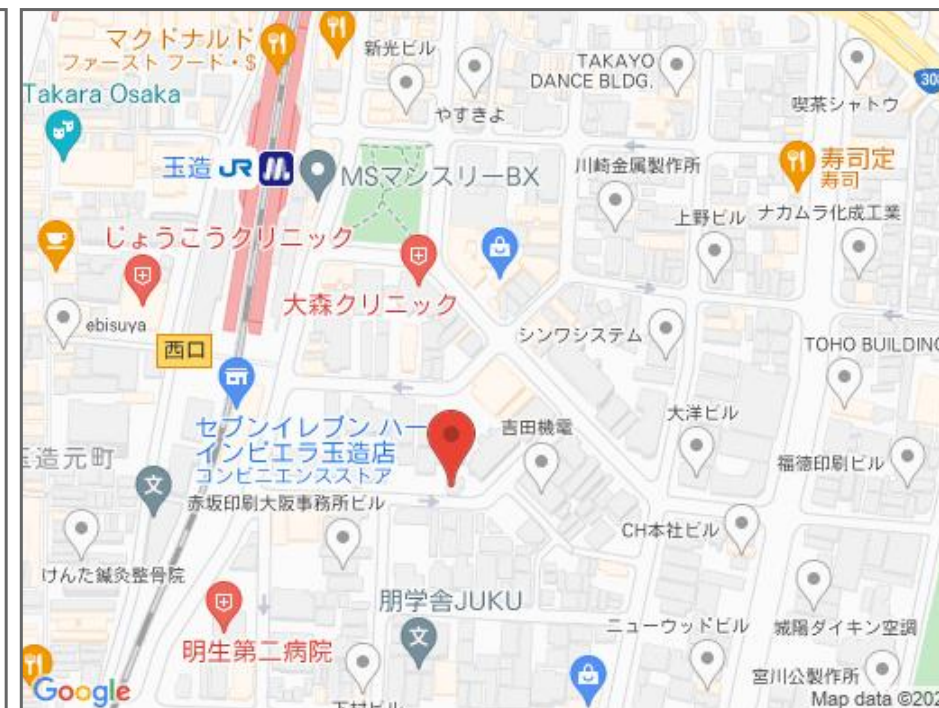 マクドナルド
ファースト フード・$
新光ビル
TAKAYO
DANCE BLDG.
喫茶シャトウ
Takara Osaka
やすきよ
玉造 JR
MSマンスリーBX
川崎金属製作所
寿司定
寿司
上野ビル
ナカムラ化成工業
じょうこうクリニック
大森クリニック
ebisuya
西口
シンワシステム
TOHO BUILDING
セブンイレブン ハー
インピエラ玉造店
コンビニエンスストア
吉田機電
大洋ビル
玉造元町
福徳印刷ビル
赤坂印刷大阪事務所ビル
CH本社ビル
けんた鍼灸整骨院
朋学舎JUKU
明生第二病院
ニューウッドビル
城陽ダイキン空調
宮川公製作所
Google
Map data ©202